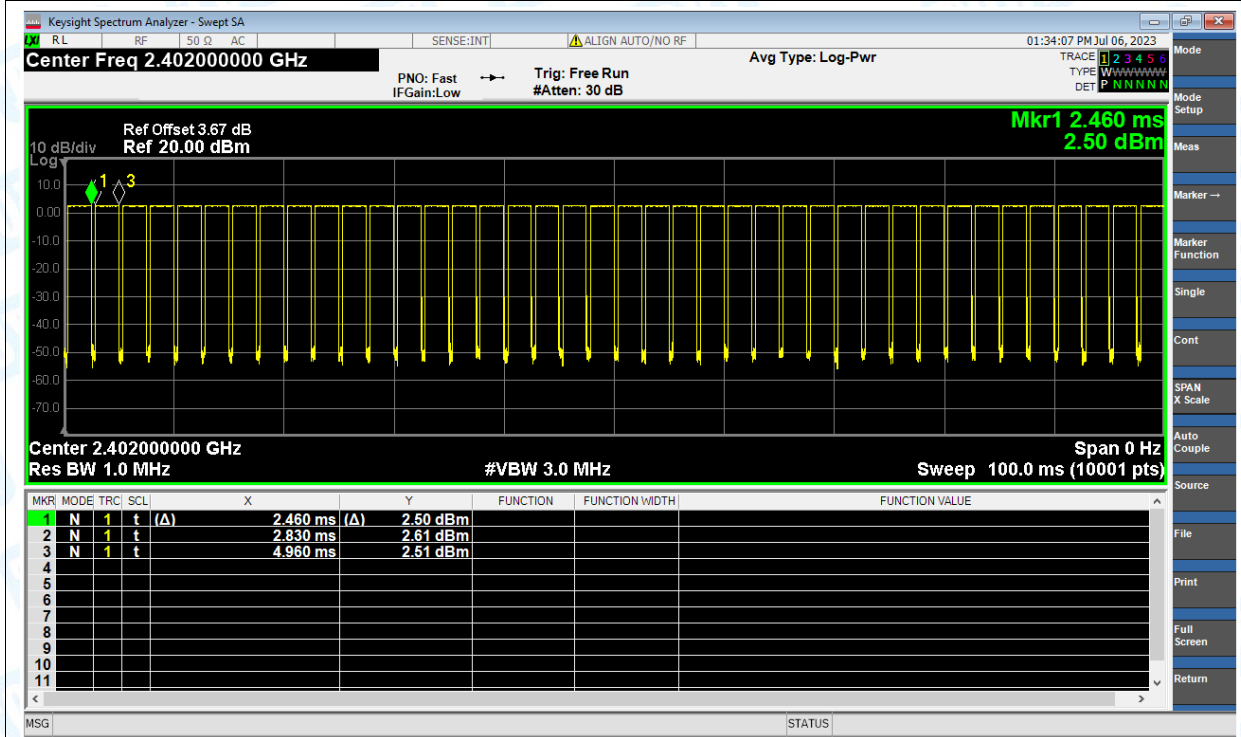 Keysight Spectrum Analyzer - Swept SA
LXI RL RF 50 Ω AC SENSE:INT ALIGN AUTO/NO RF 01:34:07 PM Jul 06, 2023
Center Freq 2.402000000 GHz Avg Type: Log-Pwr TRACE 1 2 3 4 5 6
PNO: Fast Trig: Free Run TYPE WWWWWW
IFGain:Low #Atten: 30 dB DET P NNNNN
Mkr1 2.460 ms
2.50 dBm
Ref Offset 3.67 dB
10 dB/div Ref 20.00 dBm
Log
1 3
10.0
0.00
-10.0
-20.0
-30.0
-40.0
-50.0
-60.0
-70.0
Center 2.402000000 GHz Span 0 Hz
Res BW 1.0 MHz #VBW 3.0 MHz Sweep 100.0 ms (10001 pts)
MKR MODE TRC SCL X Y FUNCTION FUNCTION WIDTH FUNCTION VALUE
1 N 1 t (Δ) 2.460 ms (Δ) 2.50 dBm
2 N 1 t 2.830 ms 2.61 dBm
3 N 1 t 4.960 ms 2.51 dBm
4
5
6
7
8
9
10
11
MSG STATUS
Mode
Mode
Setup
Meas
Marker →
Marker
Function
Single
Cont
SPAN
X Scale
Auto
Couple
Source
File
Print
Full
Screen
Return